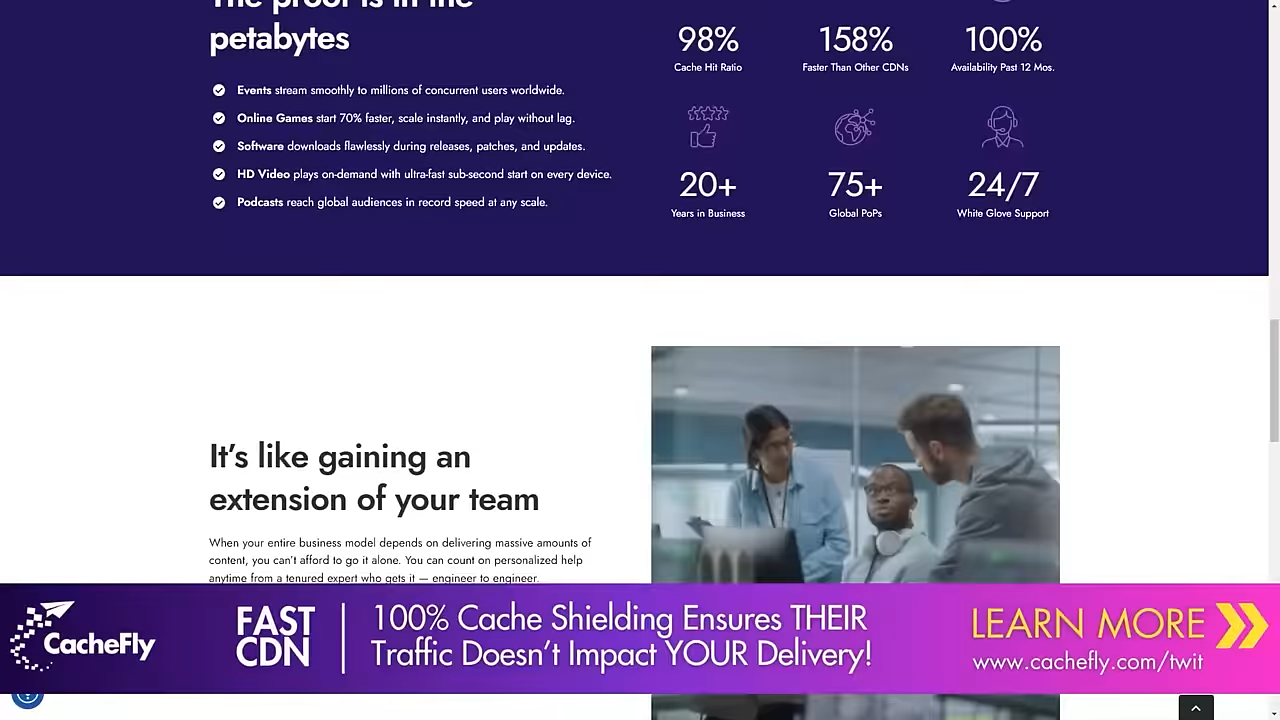 The proof is in the
petabytes
Events stream smoothly to millions of concurrent users worldwide.
Online Games start 70% faster, scale instantly, and play without lag.
Software downloads flawlessly during releases, patches, and updates.
HD Video plays on-demand with ultra-fast sub-second start on every device.
Podcasts reach global audiences in record speed at any scale.
98% 158% 100%
Cache Hit Ratio Faster Than Other CDNs Availability Past 12 Mos.
20+ 75+ 24/7
Years in Business Global PoPs White Glove Support
It's like gaining an
extension of your team
When your entire business model depends on delivering massive amounts of
content, you can't afford to go it alone. You can count on personalized help
anytime from a tenured expert who gets it — engineer to engineer.
CacheFly
FAST
CDN
100% Cache Shielding Ensures THEIR
Traffic Doesn't Impact YOUR Delivery!
LEARN MORE
www.cachefly.com/twit